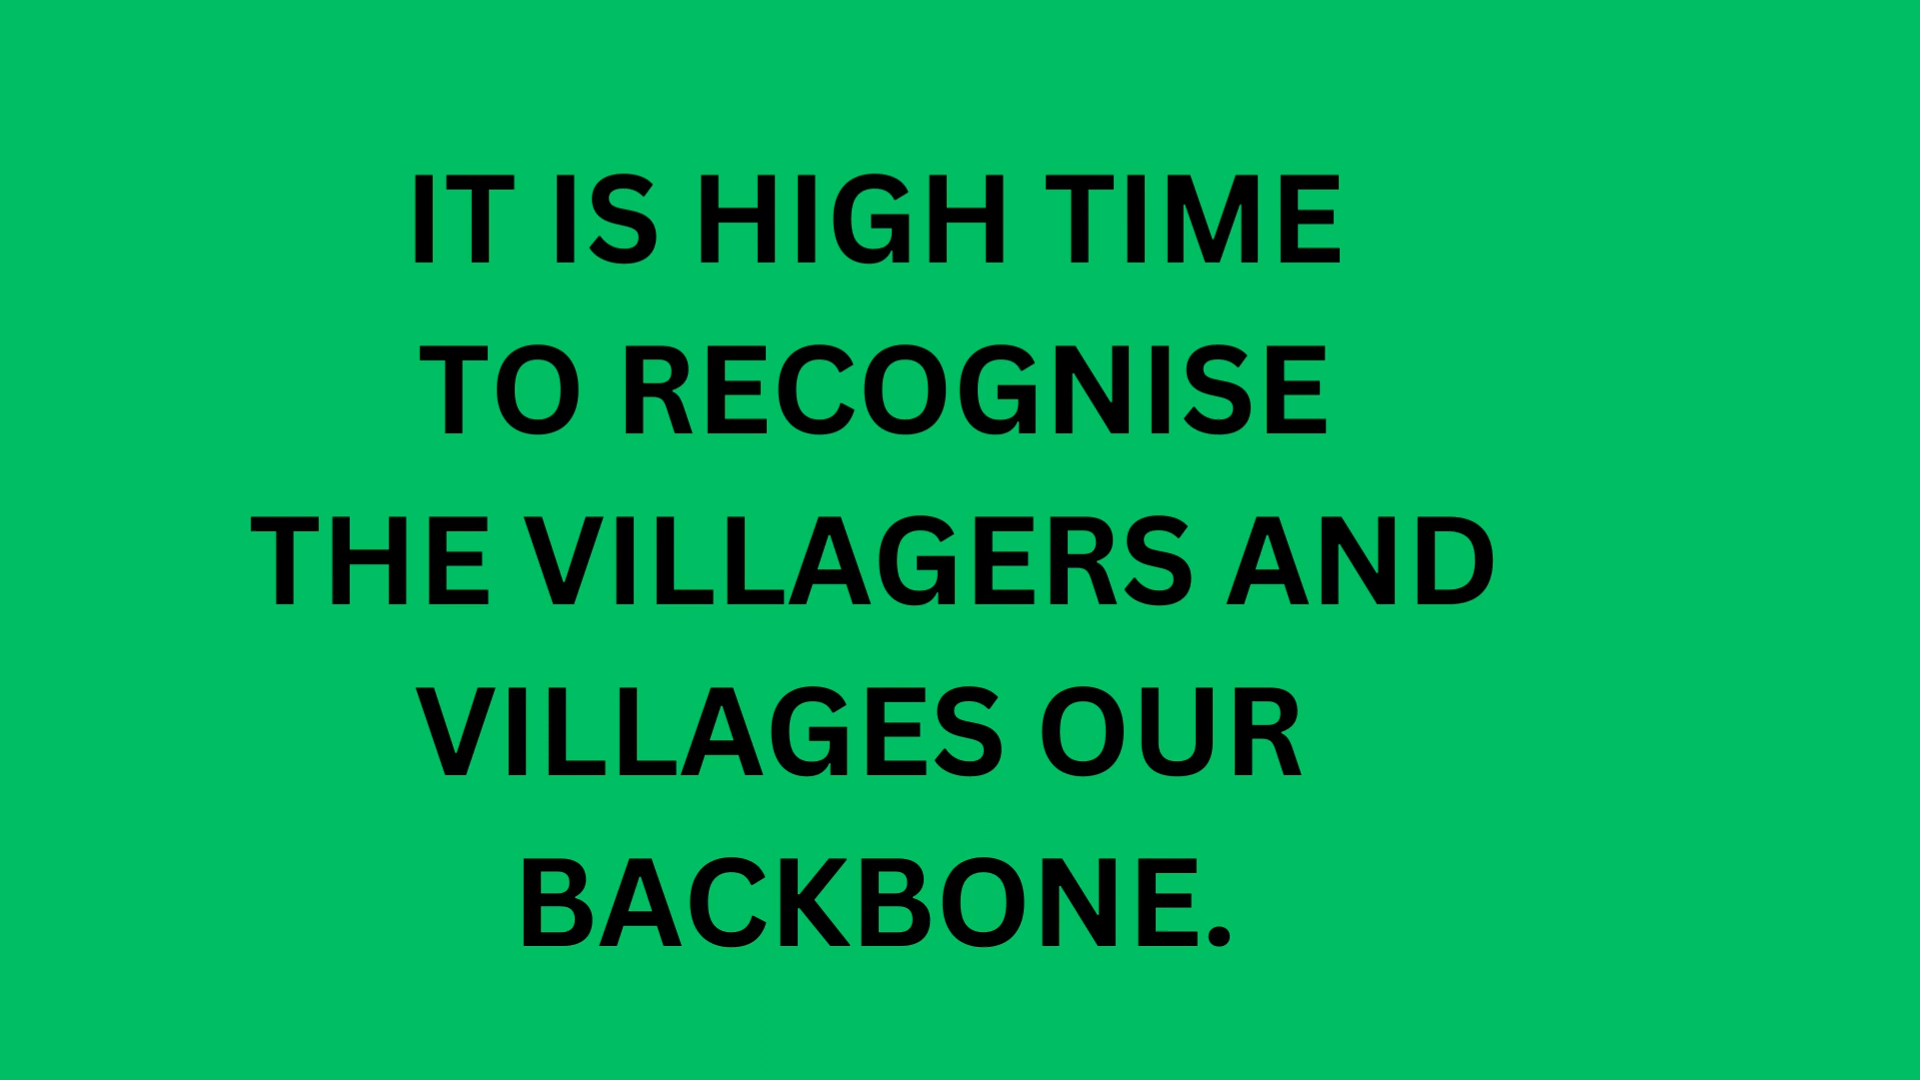 IT IS HIGH TIME
TO RECOGNISE
THE VILLAGERS AND
VILLAGES OUR
BACKBONE.